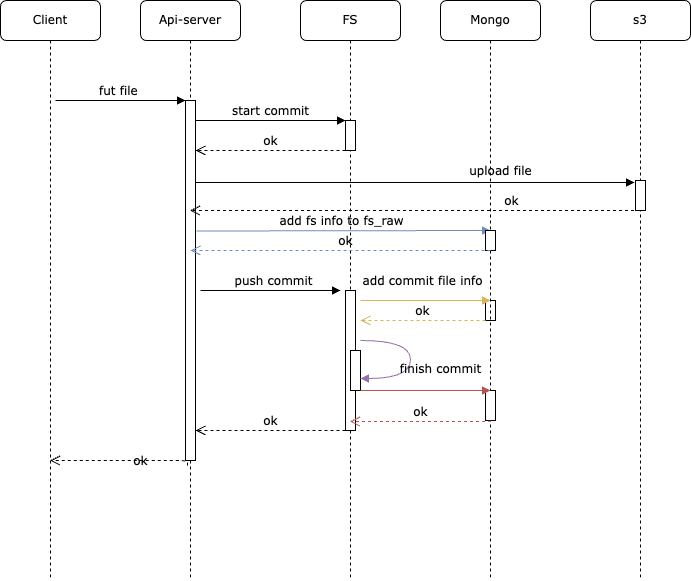 Client
Api-server
FS
Mongo
s3
fut file
start commit
ok
upload file
ok
add fs info to fs_raw
ok
push commit
add commit file info
ok
finish commit
ok
ok
ok